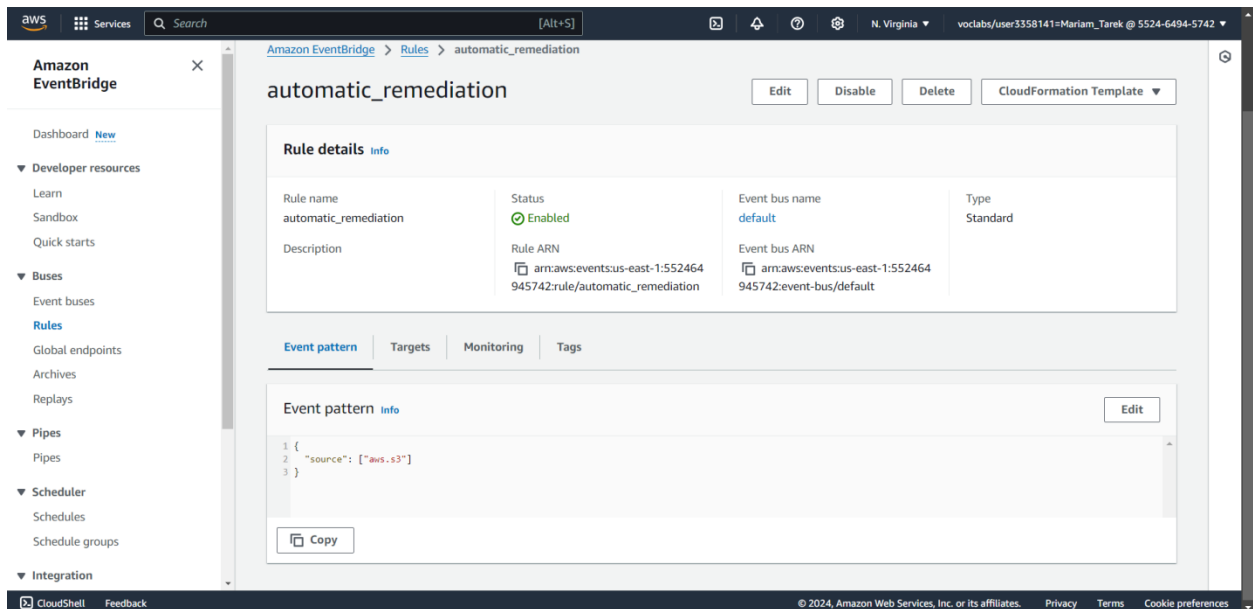 aws Services Search [Alt+S] N. Virginia ▼ voclabs/user3358141=Mariam_Tarek @ 5524-6494-5742 ▼
Amazon EventBridge
Dashboard New
▼ Developer resources
Learn
Sandbox
Quick starts
▼ Buses
Event buses
Rules
Global endpoints
Archives
Replays
▼ Pipes
Pipes
▼ Scheduler
Schedules
Schedule groups
▼ Integration
Amazon EventBridge > Rules > automatic_remediation
automatic_remediation
Edit Disable Delete CloudFormation Template ▼
Rule details Info
Rule name
automatic_remediation
Description
Status
Enabled
Rule ARN
arn:aws:events:us-east-1:552464
945742:rule/automatic_remediation
Event bus name
default
Event bus ARN
arn:aws:events:us-east-1:552464
945742:event-bus/default
Type
Standard
Event pattern Targets Monitoring Tags
Event pattern Info
Edit
1 {
2 "source": ["aws.s3"]
3 }
Copy
CloudShell Feedback © 2024, Amazon Web Services, Inc. or its affiliates. Privacy Terms Cookie preferences